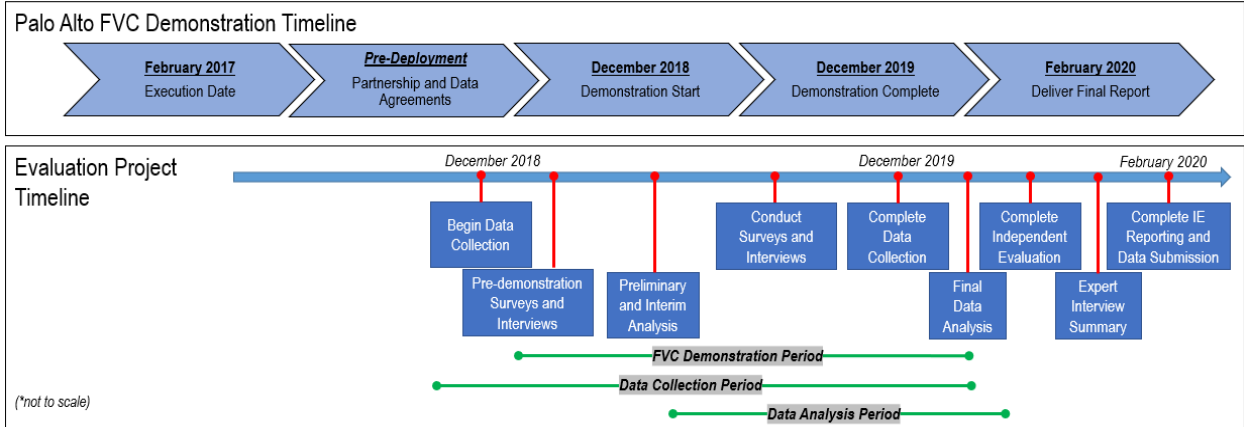 Palo Alto FVC Demonstration Timeline
February 2017
Execution Date
Pre-Deployment
Partnership and Data
Agreements
December 2018
Demonstration Start
December 2019
Demonstration Complete
February 2020
Deliver Final Report
Evaluation Project
Timeline
December 2018
December 2019
February 2020
Begin Data
Collection
Pre-demonstration
Surveys and
Interviews
Preliminary
and Interim
Analysis
Conduct
Surveys and
Interviews
Complete
Data
Collection
Final
Data
Analysis
Complete
Independent
Evaluation
Expert
Interview
Summary
Complete IE
Reporting and
Data Submission
FVC Demonstration Period
Data Collection Period
Data Analysis Period
(*not to scale)